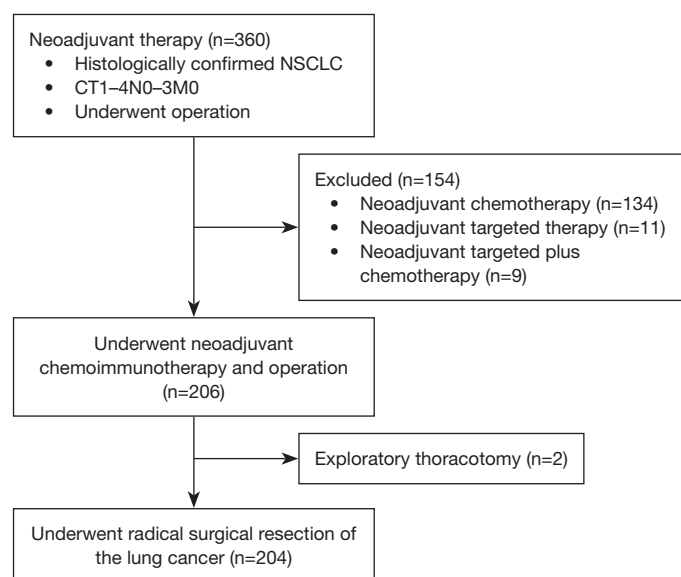 Neoadjuvant therapy (n=360)
• Histologically confirmed NSCLC
• CT1–4N0–3M0
• Underwent operation
Excluded (n=154)
• Neoadjuvant chemotherapy (n=134)
• Neoadjuvant targeted therapy (n=11)
• Neoadjuvant targeted plus
chemotherapy (n=9)
Underwent neoadjuvant
chemoimmunotherapy and operation
(n=206)
Exploratory thoracotomy (n=2)
Underwent radical surgical resection of
the lung cancer (n=204)